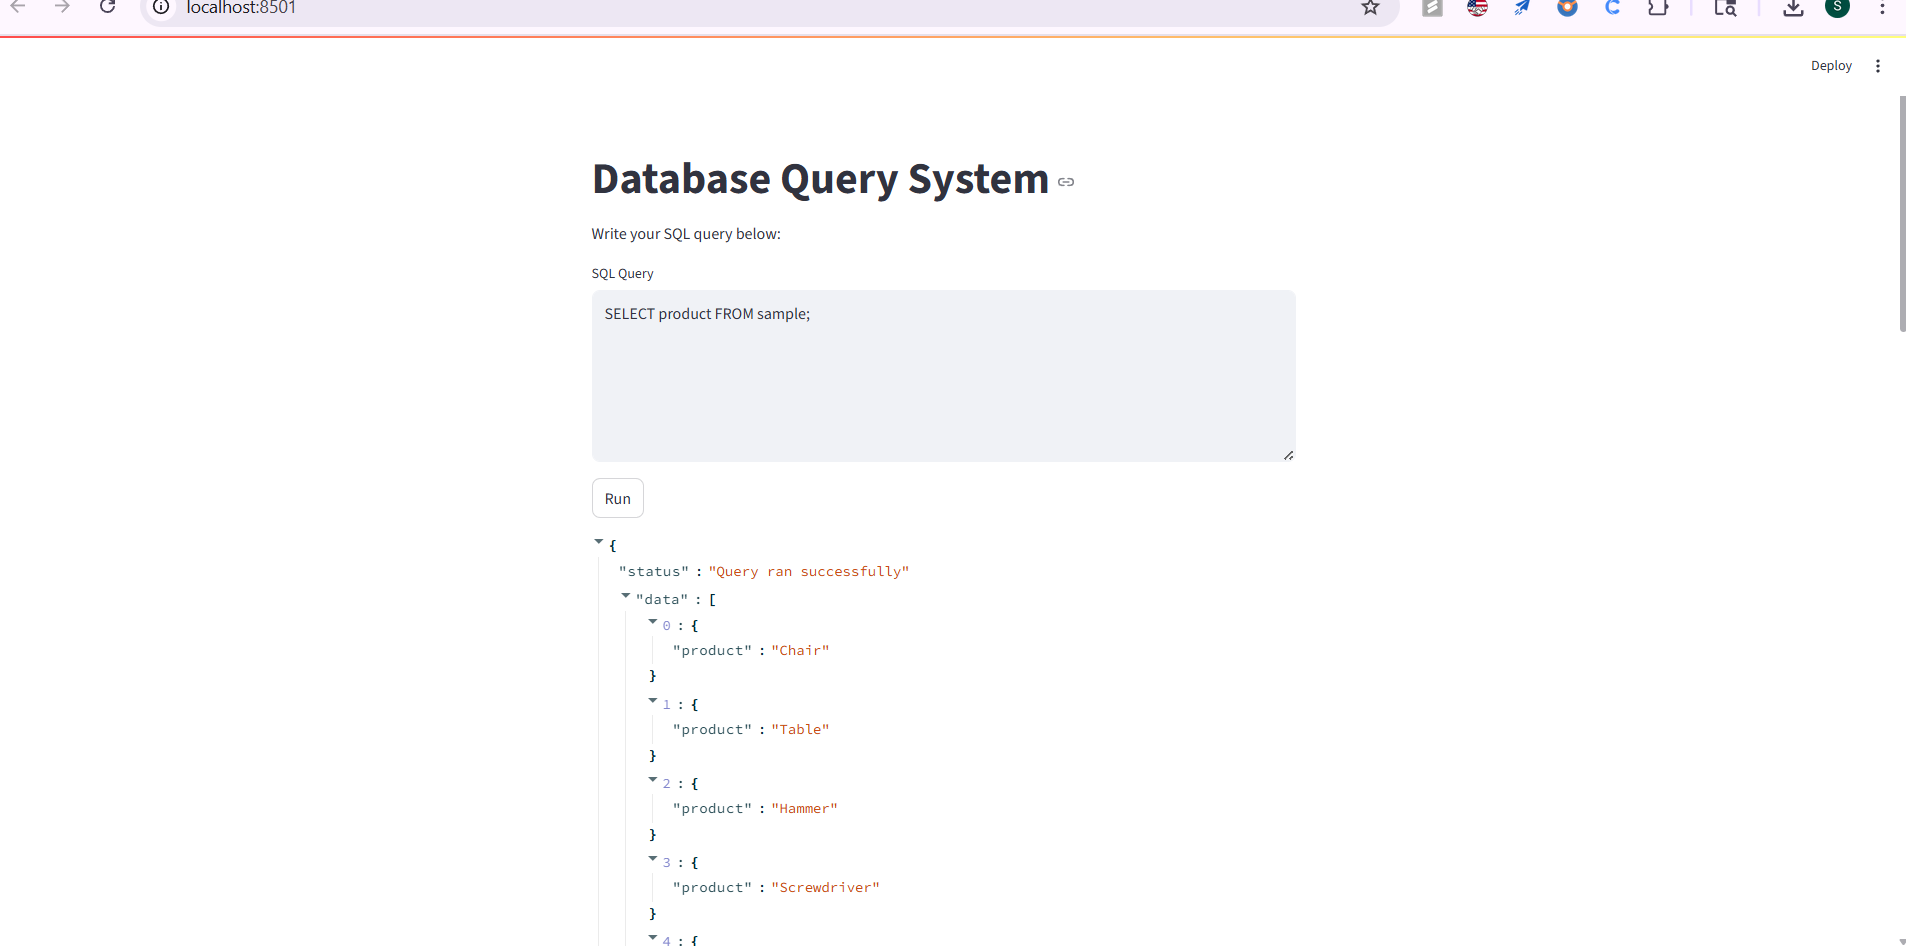 localhost:8501
S
Deploy
Database Query System
Write your SQL query below:
SQL Query
SELECT product FROM sample;
Run
{
"status" : "Query ran successfully"
"data" : [
0 : {
"product" : "Chair"
}
1 : {
"product" : "Table"
}
2 : {
"product" : "Hammer"
}
3 : {
"product" : "Screwdriver"
}
4 : {